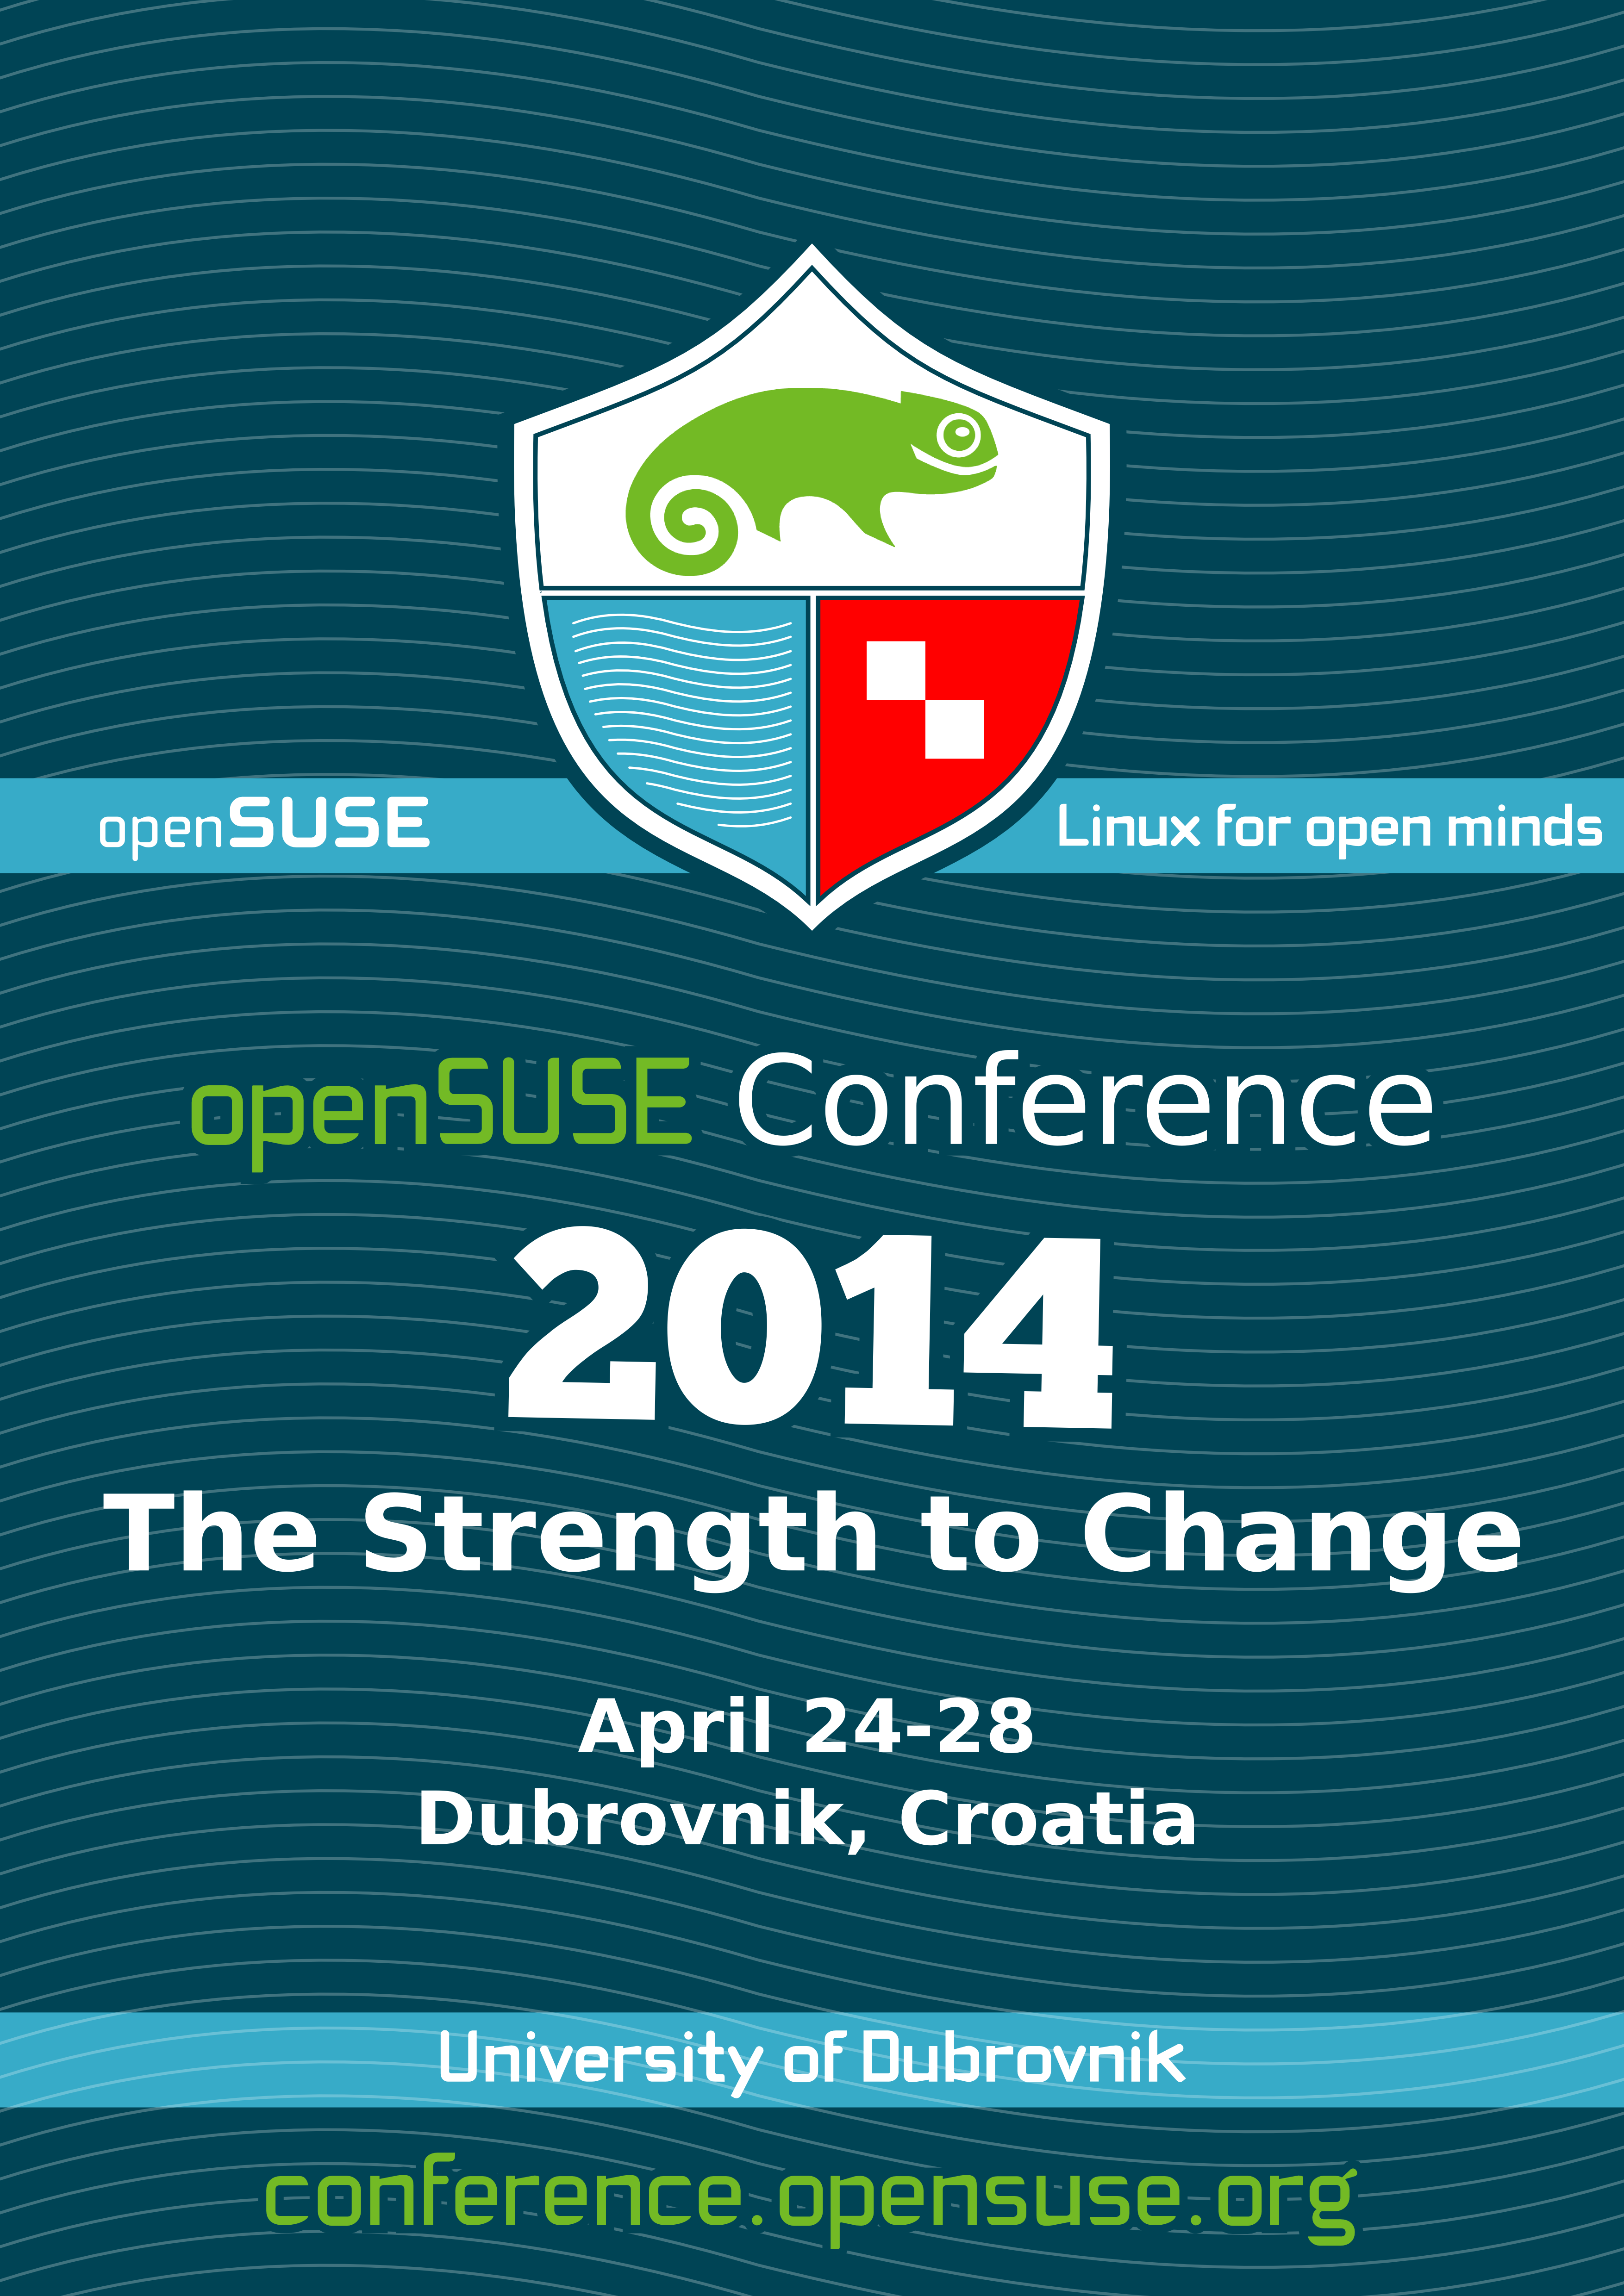 openSUSE
Linux for open minds
openSUSE Conference
2014
The Strength to Change
April 24-28
Dubrovnik, Croatia
University of Dubrovnik
conference.opensuse.org